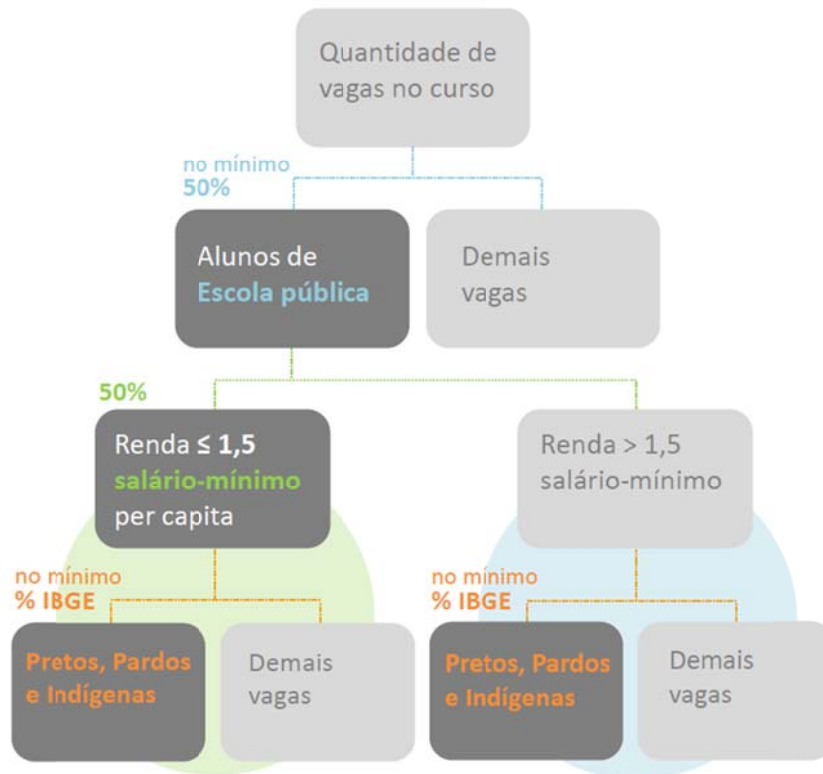 Quantidade de
vagas no curso
no mínimo
50%
Alunos de
Escola pública
Demais
vagas
50%
Renda ≤ 1,5
salário-mínimo
per capita
Renda > 1,5
salário-mínimo
no mínimo
% IBGE
Pretos, Pardos
e Indígenas
Demais
vagas
no mínimo
% IBGE
Pretos, Pardos
e Indígenas
Demais
vagas